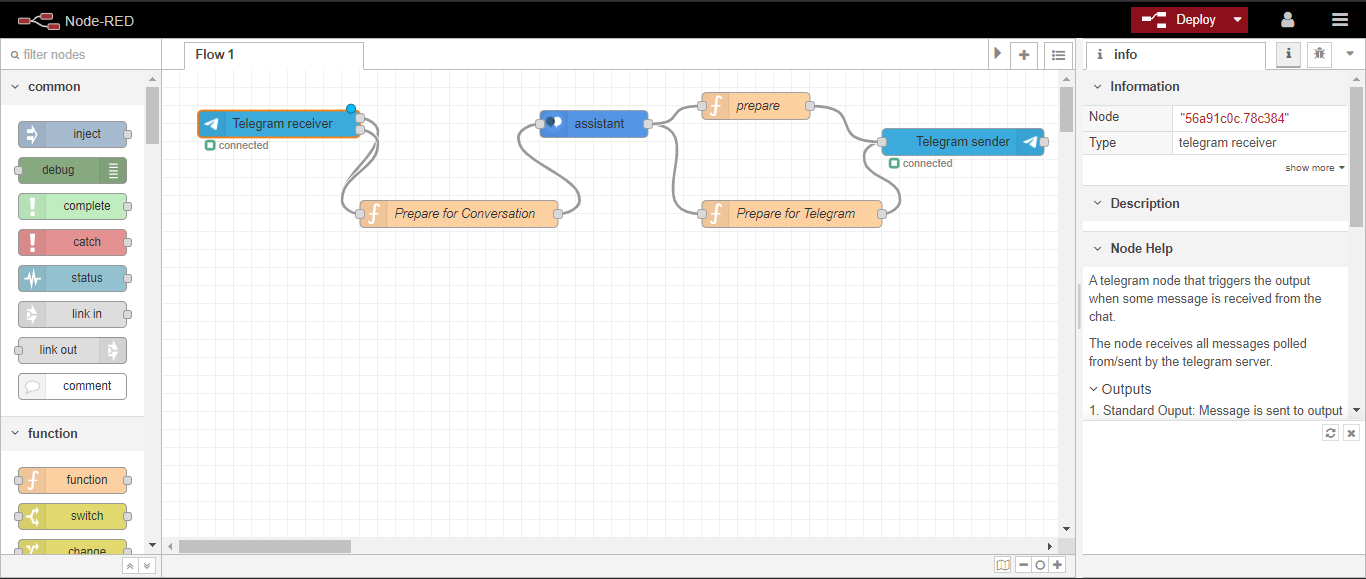 Node-RED
Deploy
filter nodes
common
inject
debug
complete
catch
status
link in
link out
comment
function
function
switch
change
Flow 1
Telegram receiver
connected
Prepare for Conversation
assistant
prepare
Prepare for Telegram
Telegram sender
connected
i info
i
Information
Node "56a91c0c.78c384"
Type telegram receiver
show more
Description
Node Help
A telegram node that triggers the output
when some message is received from the
chat.
The node receives all messages polled
from/sent by the telegram server.
Outputs
1. Standard Ouput: Message is sent to output